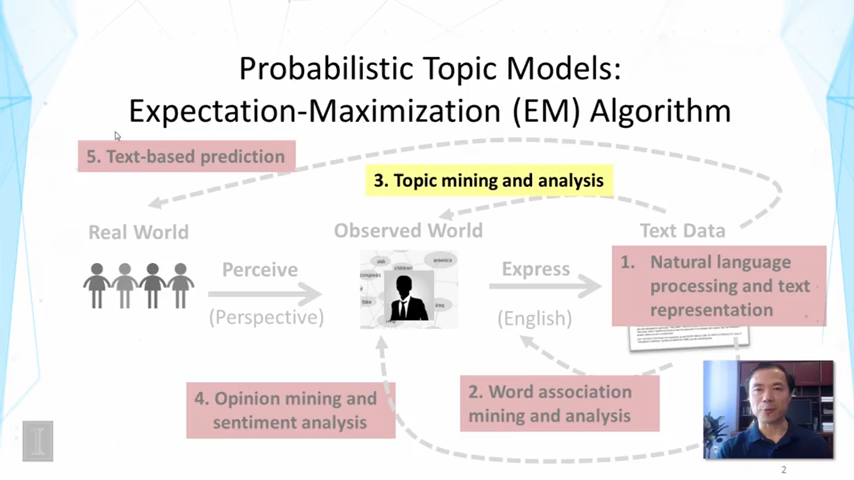 Probabilistic Topic Models:
Expectation-Maximization (EM) Algorithm
5. Text-based prediction
3. Topic mining and analysis
Real World
Observed World
Text Data
Perceive
(Perspective)
Express
(English)
1. Natural language
processing and text
representation
4. Opinion mining and
sentiment analysis
2. Word association
mining and analysis
I
2